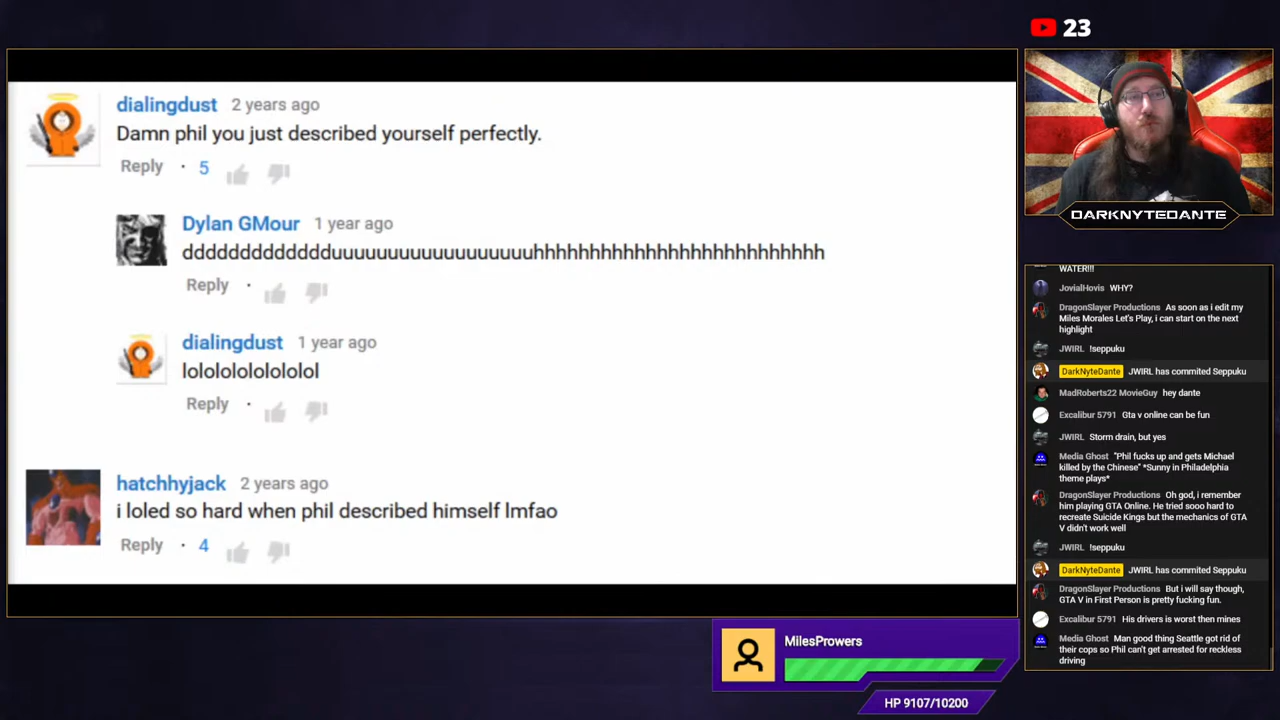 23
dialingdust 2 years ago
Damn phil you just described yourself perfectly.
Reply · 5
Dylan GMour 1 year ago
ddddddddddddduuuuuuuuuuuuuuuuuuhhhhhhhhhhhhhhhhhhhhhhhhhh
Reply ·
dialingdust 1 year ago
lolololololololol
Reply ·
hatchhyjack 2 years ago
i loled so hard when phil described himself lmfao
Reply · 4
DARKNYTEDANTE
WATER!!!
JovialHovis WHY?
DragonSlayer Productions As soon as i edit my
Miles Morales Let's Play, i can start on the next
highlight
JWIRL !seppuku
DarkNyteDante JWIRL has commited Seppuku
MadRoberts22 MovieGuy hey dante
Excalibur 5791 Gta v online can be fun
JWIRL Storm drain, but yes
Media Ghost "Phil fucks up and gets Michael
killed by the Chinese" *Sunny in Philadelphia
theme plays*
DragonSlayer Productions Oh god, i remember
him playing GTA Online. He tried sooo hard to
recreate Suicide Kings but the mechanics of GTA
V didn't work well
JWIRL !seppuku
DarkNyteDante JWIRL has commited Seppuku
DragonSlayer Productions But i will say though,
GTA V in First Person is pretty fucking fun.
Excalibur 5791 His drivers is worst then mines
Media Ghost Man good thing Seattle got rid of
their cops so Phil can't get arrested for reckless
driving
MilesProwers
HP 9107/10200